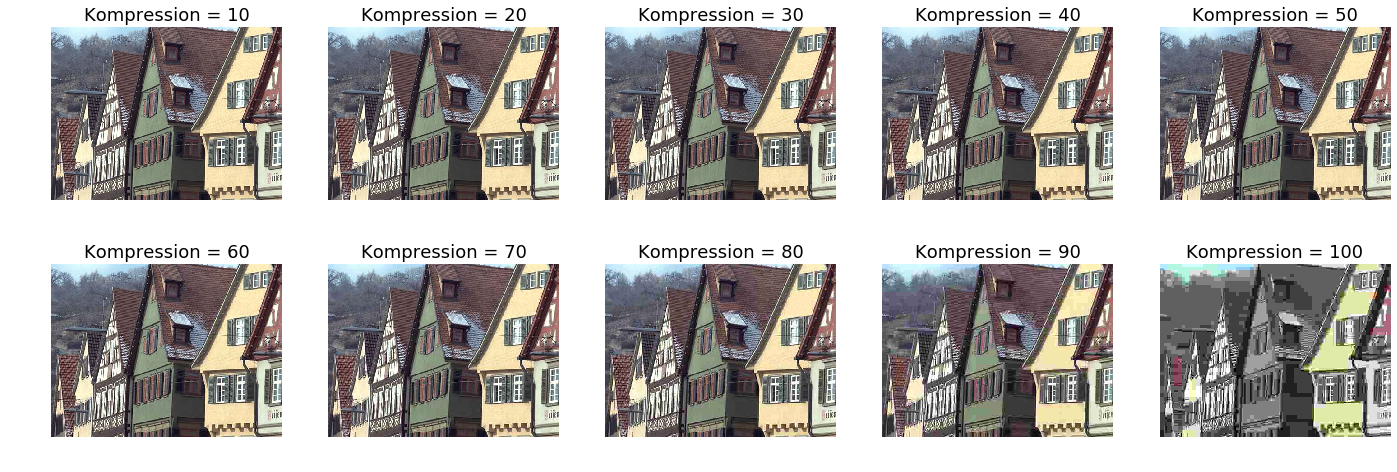 Kompression = 10
Kompression = 20
Kompression = 30
Kompression = 40
Kompression = 50
Kompression = 60
Kompression = 70
Kompression = 80
Kompression = 90
Kompression = 100